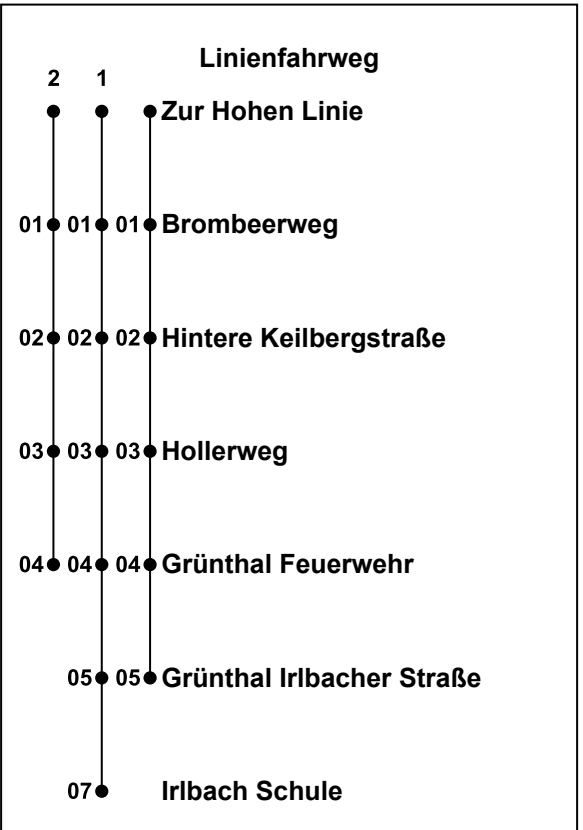 Linienfahrweg
2 1
Zur Hohen Linie
01 01 01 Brombeerweg
02 02 02 Hintere Keilbergstraße
03 03 03 Hollerweg
04 04 04 Grünthal Feuerwehr
05 05 Grünthal Irlbacher Straße
07 Irlbach Schule